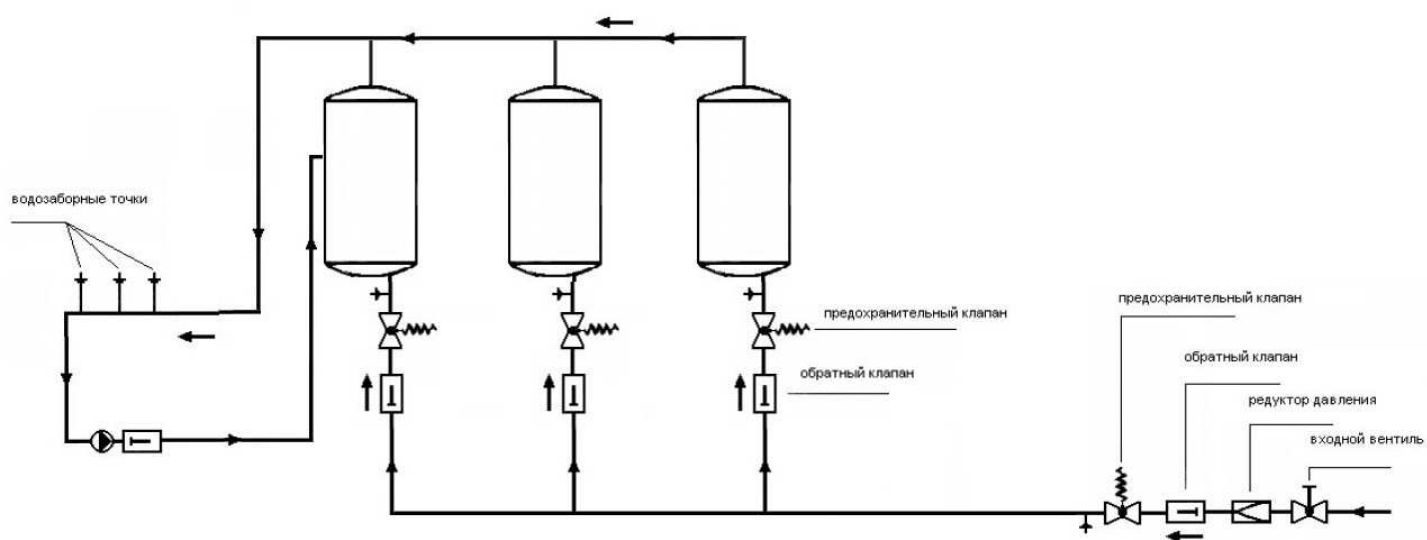 водозаборные точки
предохранительный клапан
обратный клапан
предохранительный клапан
обратный клапан
редуктор давления
входной вентиль